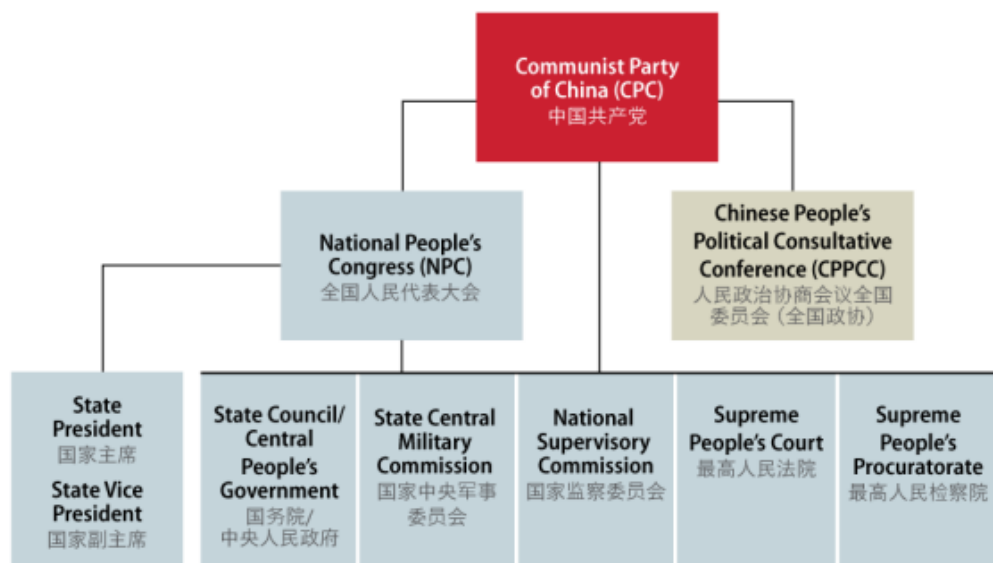 Communist Party
of China (CPC)
中国共产党
National People's
Congress (NPC)
全国人民代表大会
Chinese People's
Political Consultative
Conference (CPPCC)
人民政治协商会议全国
委员会（全国政协）
State
President
国家主席
State Vice
President
国家副主席
State Council/
Central
People's
Government
国务院/
中央人民政府
State Central
Military
Commission
国家中央军事
委员会
National
Supervisory
Commission
国家监察委员会
Supreme
People's Court
最高人民法院
Supreme
People's
Procuratorate
最高人民检察院